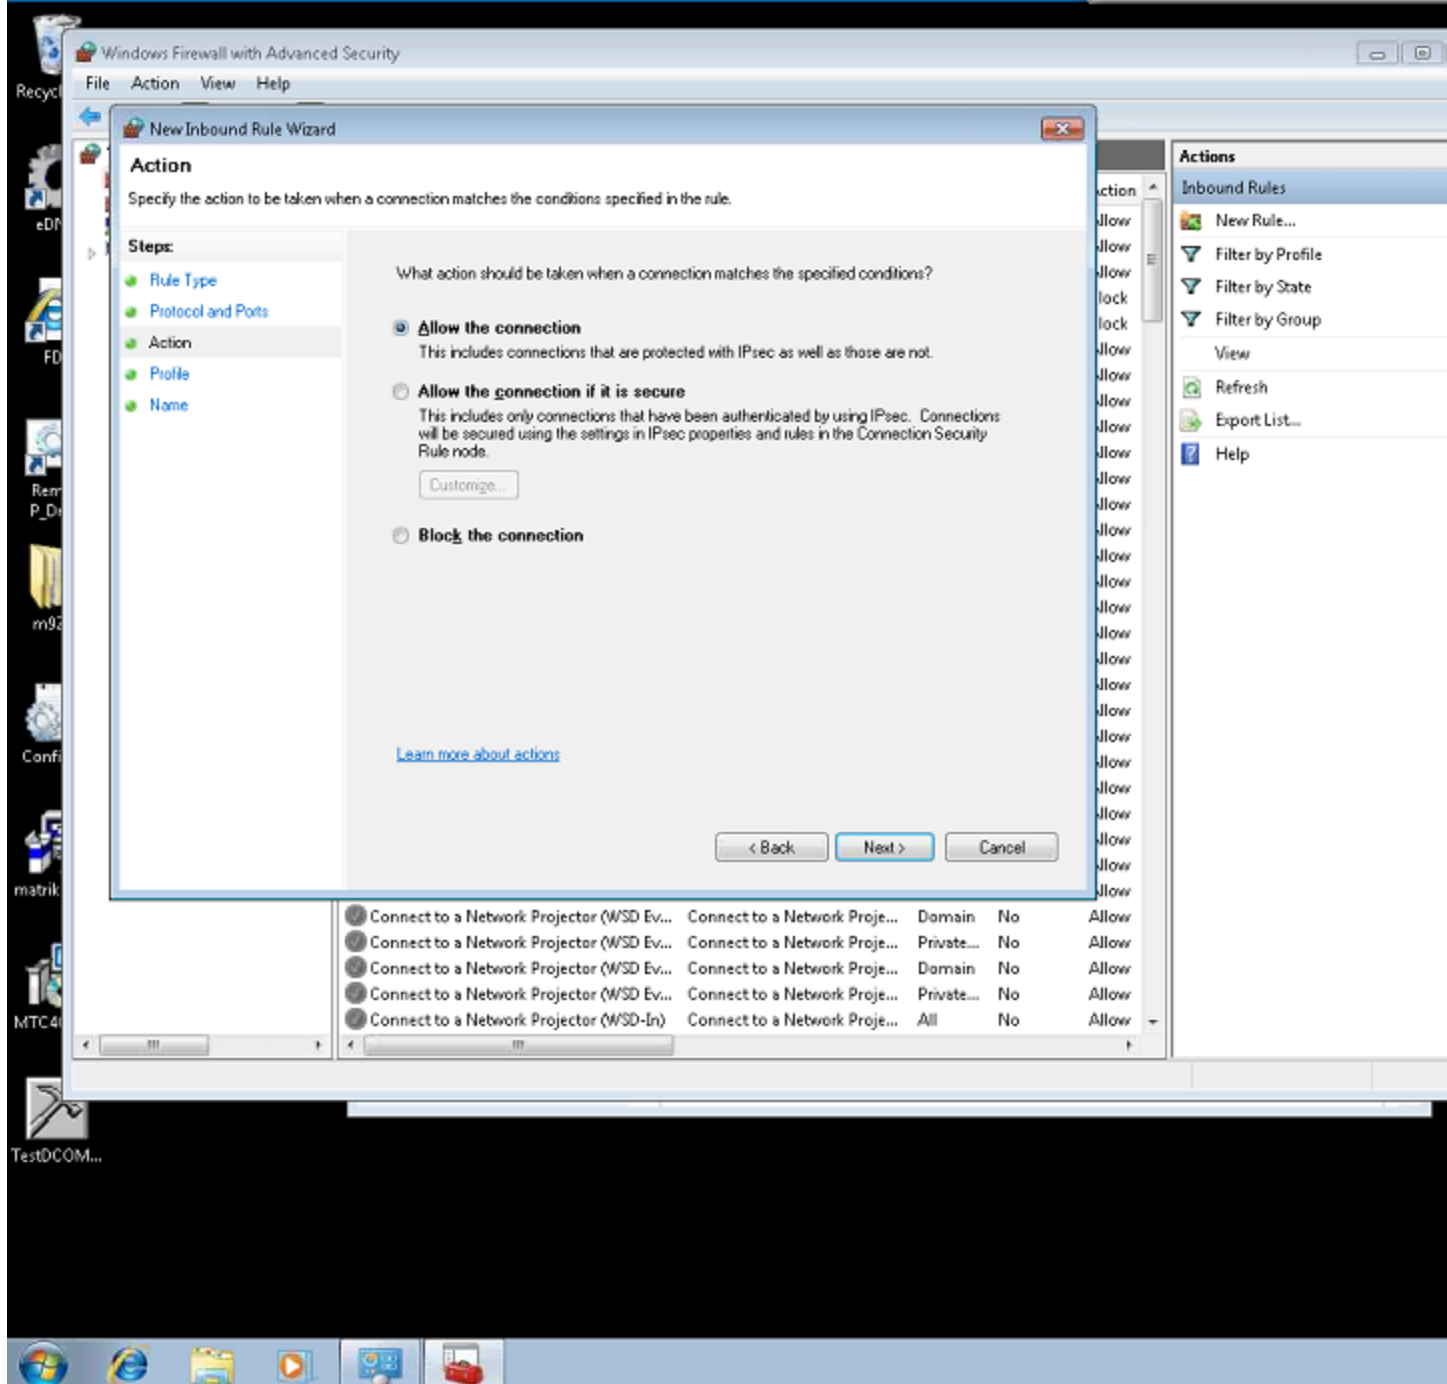 Windows Firewall with Advanced Security
File Action View Help
New Inbound Rule Wizard
Action
Specify the action to be taken when a connection matches the conditions specified in the rule.
Steps:
Rule Type
Protocol and Ports
Action
Profile
Name
What action should be taken when a connection matches the specified conditions?
Allow the connection
This includes connections that are protected with IPsec as well as those are not.
Allow the connection if it is secure
This includes only connections that have been authenticated by using IPsec. Connections
will be secured using the settings in IPsec properties and rules in the Connection Security
Rule node.
Customize...
Block the connection
Learn more about actions
< Back Next > Cancel
Connect to a Network Projector (WSD Ev... Connect to a Network Proje... Domain No Allow
Connect to a Network Projector (WSD Ev... Connect to a Network Proje... Private... No Allow
Connect to a Network Projector (WSD Ev... Connect to a Network Proje... Domain No Allow
Connect to a Network Projector (WSD Ev... Connect to a Network Proje... Private... No Allow
Connect to a Network Projector (WSD-In) Connect to a Network Proje... All No Allow
Actions
Inbound Rules
New Rule...
Filter by Profile
Filter by State
Filter by Group
View
Refresh
Export List...
Help
Recycl
FD
P_D
m92
Confi
matrik
TestDCOM...